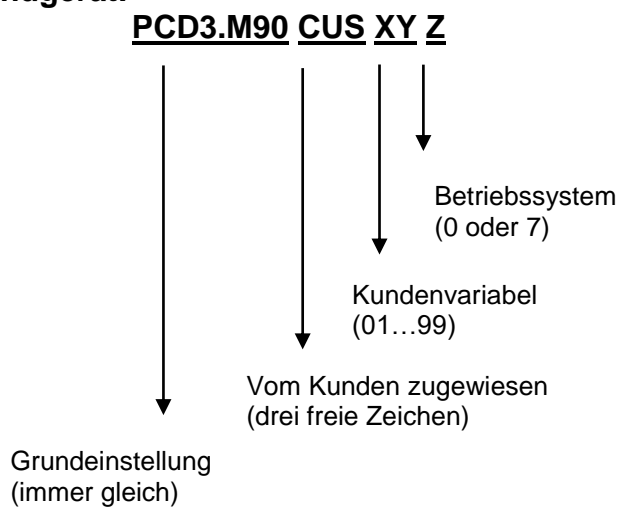 PCD3.M90 CUS XY Z
Betriebssystem
(0 oder 7)
Kundenvariabel
(01…99)
Vom Kunden zugewiesen
(drei freie Zeichen)
Grundeinstellung
(immer gleich)